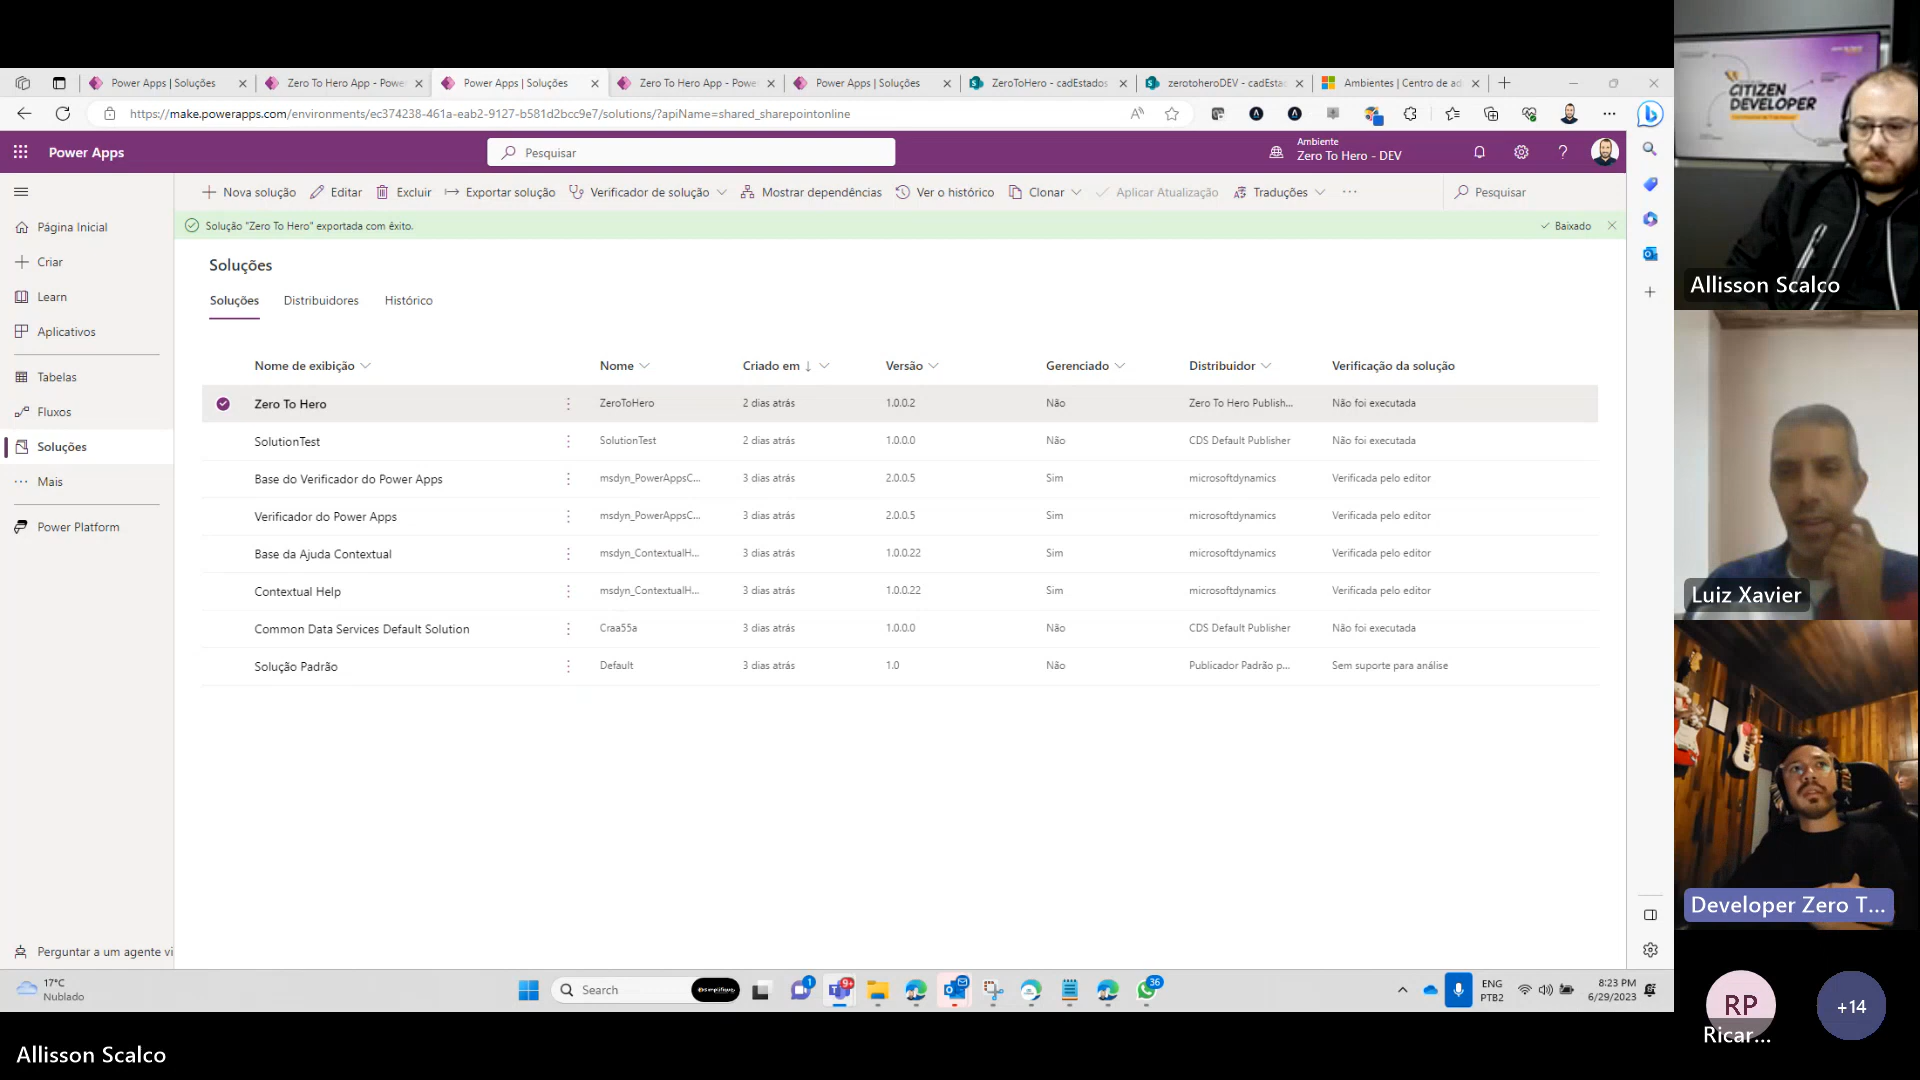 Power Apps | Soluções
Zero To Hero App - Powe
Power Apps | Soluções
Zero To Hero App - Powe
Power Apps | Soluções
ZeroToHero - cadEstados
zerotoheroDEV - cadEsta
Ambientes | Centro de ad
https://make.powerapps.com/environments/ec374238-461a-eab2-9127-b581d2bcc9e7/solutions/?apiName=shared_sharepointonline
Power Apps
Pesquisar
Ambiente
Zero To Hero - DEV
Nova solução
Editar
Excluir
Exportar solução
Verificador de solução
Mostrar dependências
Ver o histórico
Clonar
Aplicar Atualização
Traduções
Pesquisar
Solução "Zero To Hero" exportada com êxito.
Baixado
Página Inicial
Criar
Learn
Aplicativos
Tabelas
Fluxos
Soluções
Mais
Power Platform
Perguntar a um agente vi
Soluções
Soluções Distribuidores Histórico
Nome de exibição Nome Criado em Versão Gerenciado Distribuidor Verificação da solução
Zero To Hero ZeroToHero 2 dias atrás 1.0.0.2 Não Zero To Hero Publish... Não foi executada
SolutionTest SolutionTest 2 dias atrás 1.0.0.0 Não CDS Default Publisher Não foi executada
Base do Verificador do Power Apps msdyn_PowerAppsC... 3 dias atrás 2.0.0.5 Sim microsoftdynamics Verificada pelo editor
Verificador do Power Apps msdyn_PowerAppsC... 3 dias atrás 2.0.0.5 Sim microsoftdynamics Verificada pelo editor
Base da Ajuda Contextual msdyn_ContextualH... 3 dias atrás 1.0.0.22 Sim microsoftdynamics Verificada pelo editor
Contextual Help msdyn_ContextualH... 3 dias atrás 1.0.0.22 Sim microsoftdynamics Verificada pelo editor
Common Data Services Default Solution Craa55a 3 dias atrás 1.0.0.0 Não CDS Default Publisher Não foi executada
Solução Padrão Default 3 dias atrás 1.0 Não Publicador Padrão p... Sem suporte para análise
17°C
Nublado
Search
1
9+
36
ENG
PTB2
8:23 PM
6/29/2023
CITIZEN
DEVELOPER
Allisson Scalco
Luiz Xavier
Developer Zero T...
RP
Ricar...
+14
Allisson Scalco